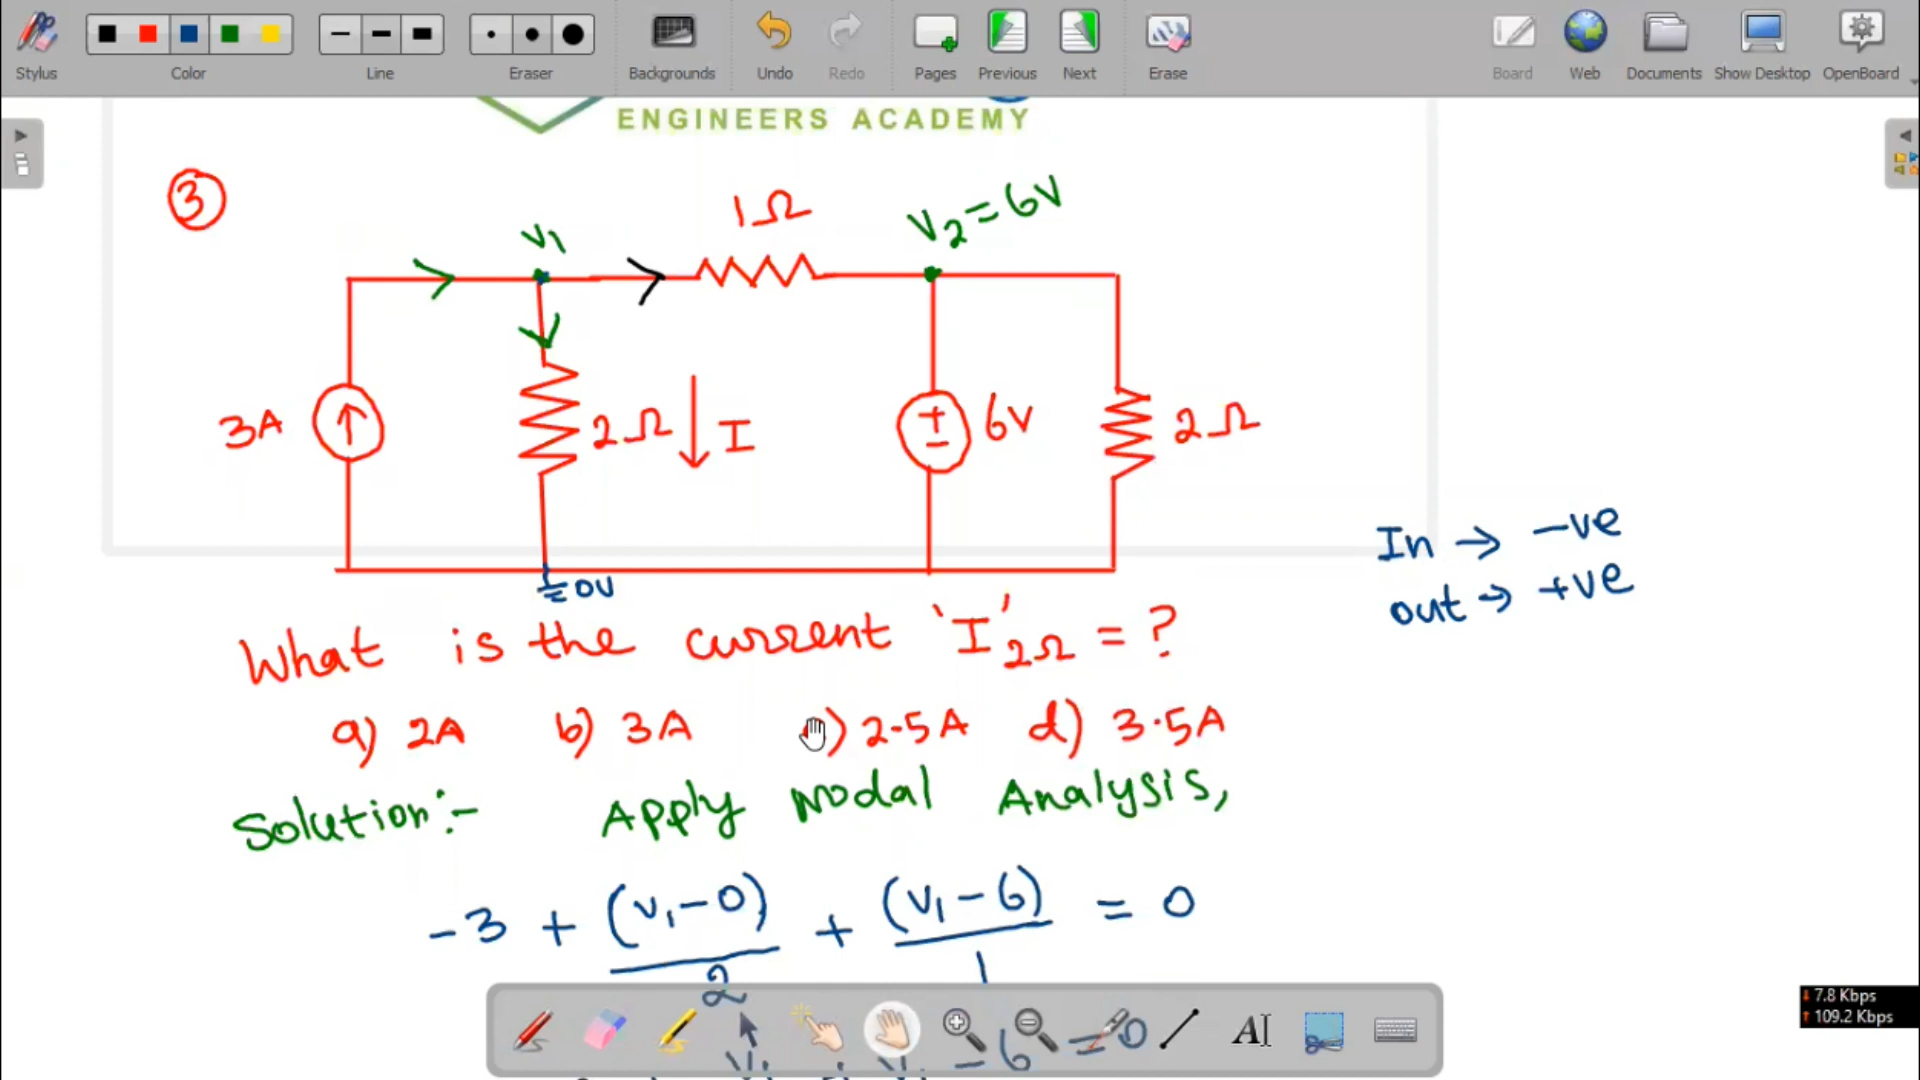 Stylus
Color
Line
Eraser
Backgrounds
Undo
Redo
Pages
Previous
Next
Erase
Board
Web
Documents
Show Desktop
OpenBoard
ENGINEERS ACADEMY
3
V1
1Ω
V2 = 6V
3A
2Ω
I
+
-
6V
2Ω
0V
In → -ve
out → +ve
What is the current 'I'2Ω = ?
a) 2A b) 3A ) 2.5A d) 3.5A
Solution:- Apply Nodal Analysis,
-3 + (V1-0)/2 + (V1-6)/1 = 0
- 6 = 0
AI
7.8 Kbps
109.2 Kbps